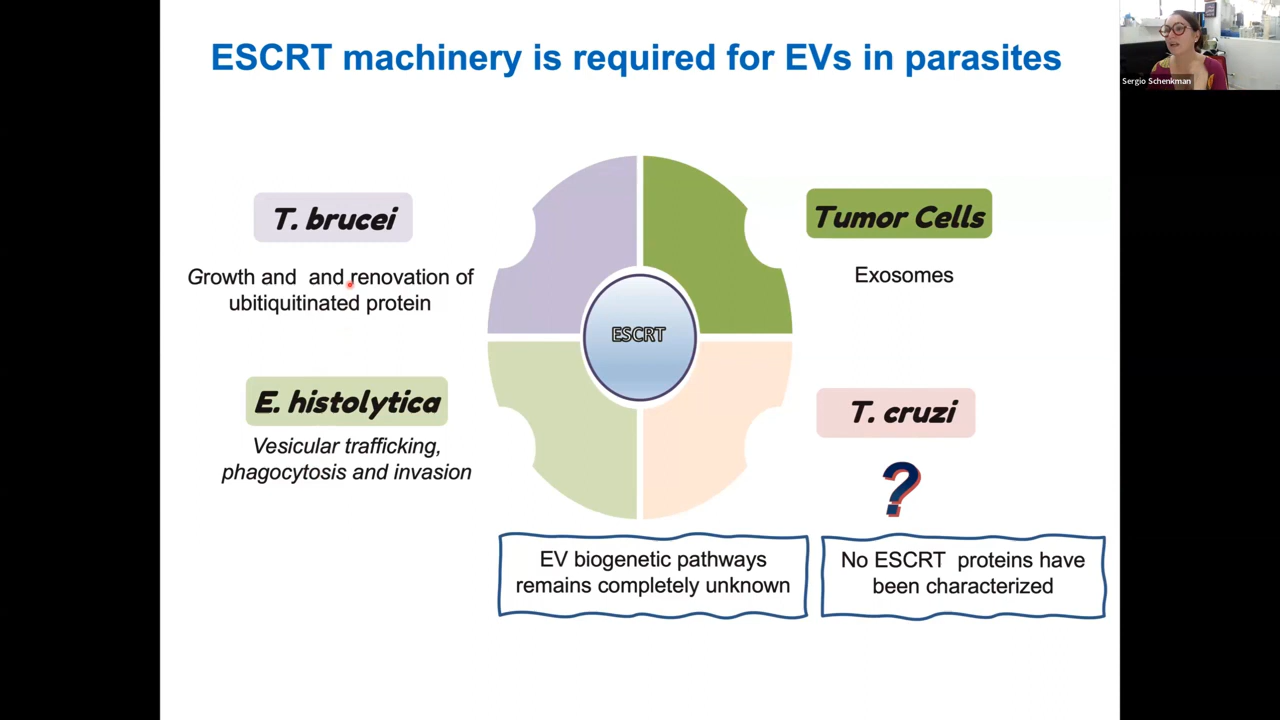 ESCRT machinery is required for EVs in parasites
Sergio Schenkman
T. brucei
Growth and and renovation of
ubitiquitinated protein
Tumor Cells
Exosomes
ESCRT
E. histolytica
Vesicular trafficking,
phagocytosis and invasion
T. cruzi
?
EV biogenetic pathways
remains completely unknown
No ESCRT proteins have
been characterized